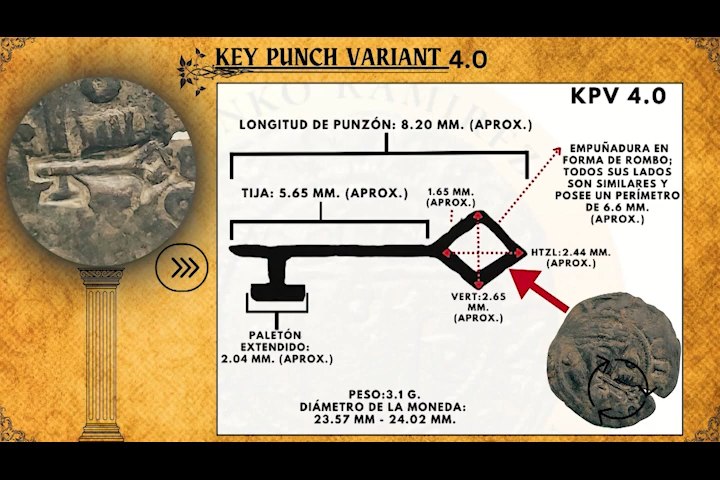 KEY PUNCH VARIANT 4.0
KPV 4.0
LONGITUD DE PUNZÓN: 8.20 MM. (APROX.)
EMPUÑADURA EN
FORMA DE ROMBO;
TODOS SUS LADOS
SON SIMILARES Y
POSEE UN PERÍMETRO
DE 6.6 MM.
(APROX.)
TIJA: 5.65 MM. (APROX.)
1.65 MM.
(APROX.)
HTZL:2.44 MM.
(APROX.)
VERT:2.65
MM.
(APROX.)
PALETÓN
EXTENDIDO:
2.04 MM. (APROX.)
PESO:3.1 G.
DIÁMETRO DE LA MONEDA:
23.57 MM - 24.02 MM.